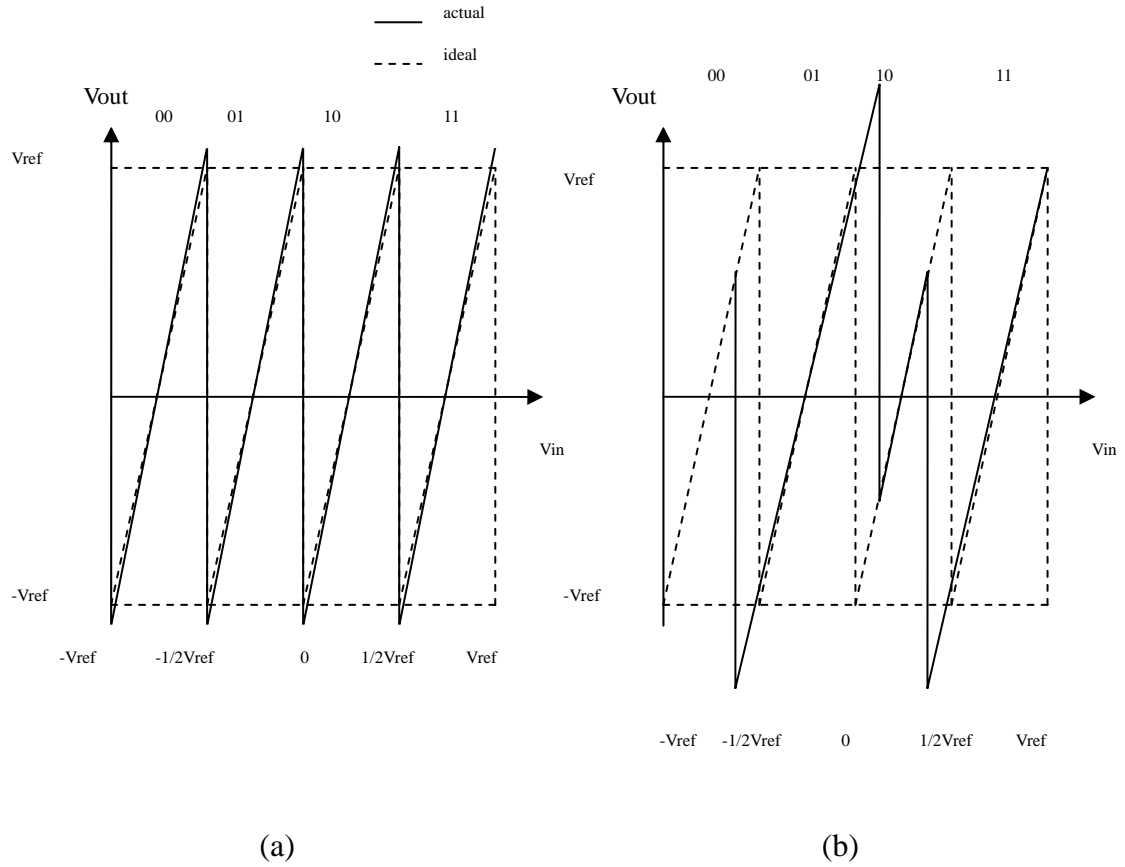 actual
ideal
Vout
00 01 10 11
Vref
Vin
-Vref
-Vref -1/2Vref 0 1/2Vref Vref
(a)
00 01 10 11
Vref
Vin
-Vref
-Vref -1/2Vref 0 1/2Vref Vref
(b)